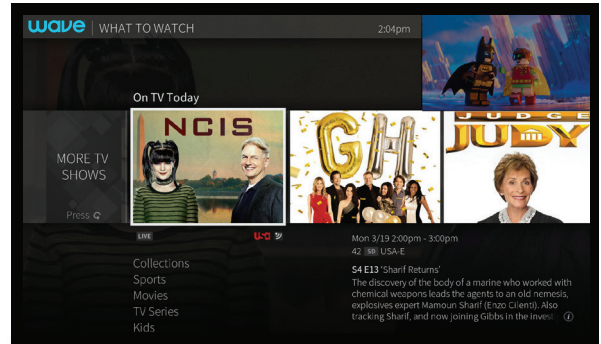 wave WHAT TO WATCH 2:04pm
On TV Today
MORE TV
SHOWS
Press
NCIS
GH
JUDGE
JUDY
LIVE
USA
Mon 3/19 2:00pm - 3:00pm
42 SD USA-E
S4 E13 'Sharif Returns'
The discovery of the body of a marine who worked with
chemical weapons leads the agents to an old nemesis,
explosives expert Mamoun Sharif (Enzo Cilenti). Also
tracking Sharif, and now joining Gibbs in the invest
Collections
Sports
Movies
TV Series
Kids